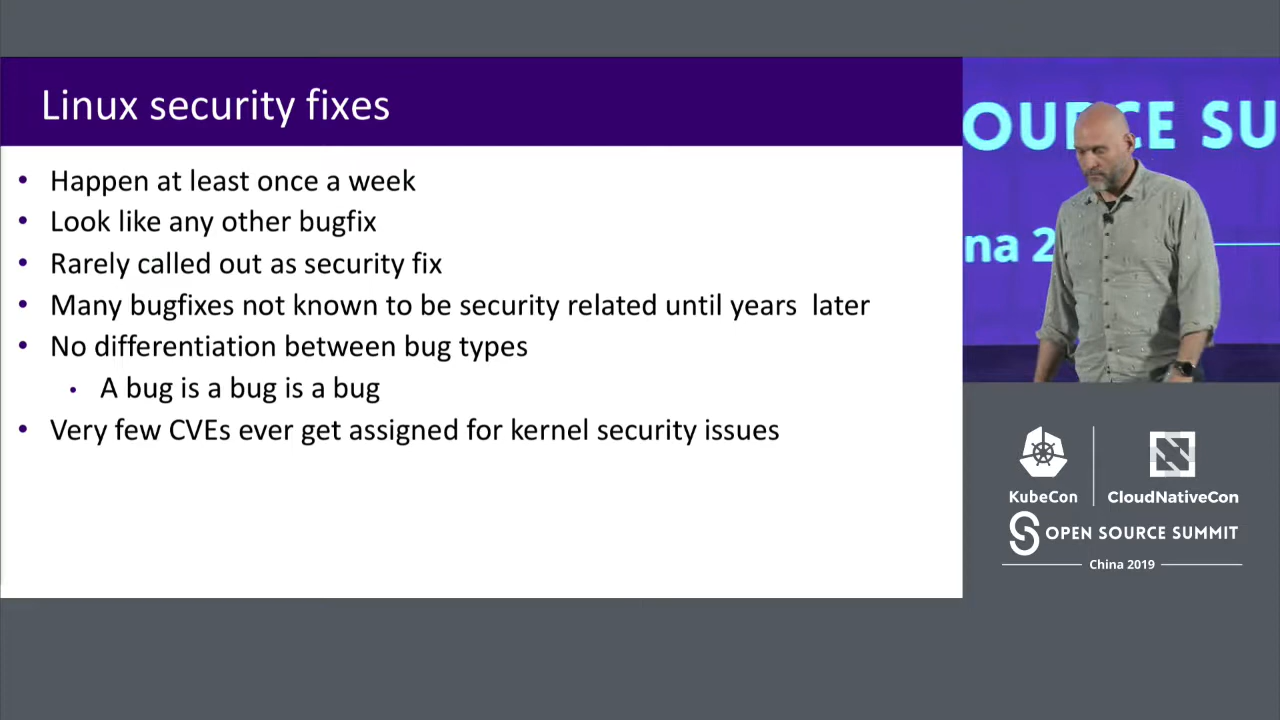 Linux security fixes
• Happen at least once a week
• Look like any other bugfix
• Rarely called out as security fix
• Many bugfixes not known to be security related until years  later
• No differentiation between bug types
• A bug is a bug is a bug
• Very few CVEs ever get assigned for kernel security issues
OURCE SU
na 2
KubeCon
CloudNativeCon
OPEN SOURCE SUMMIT
China 2019